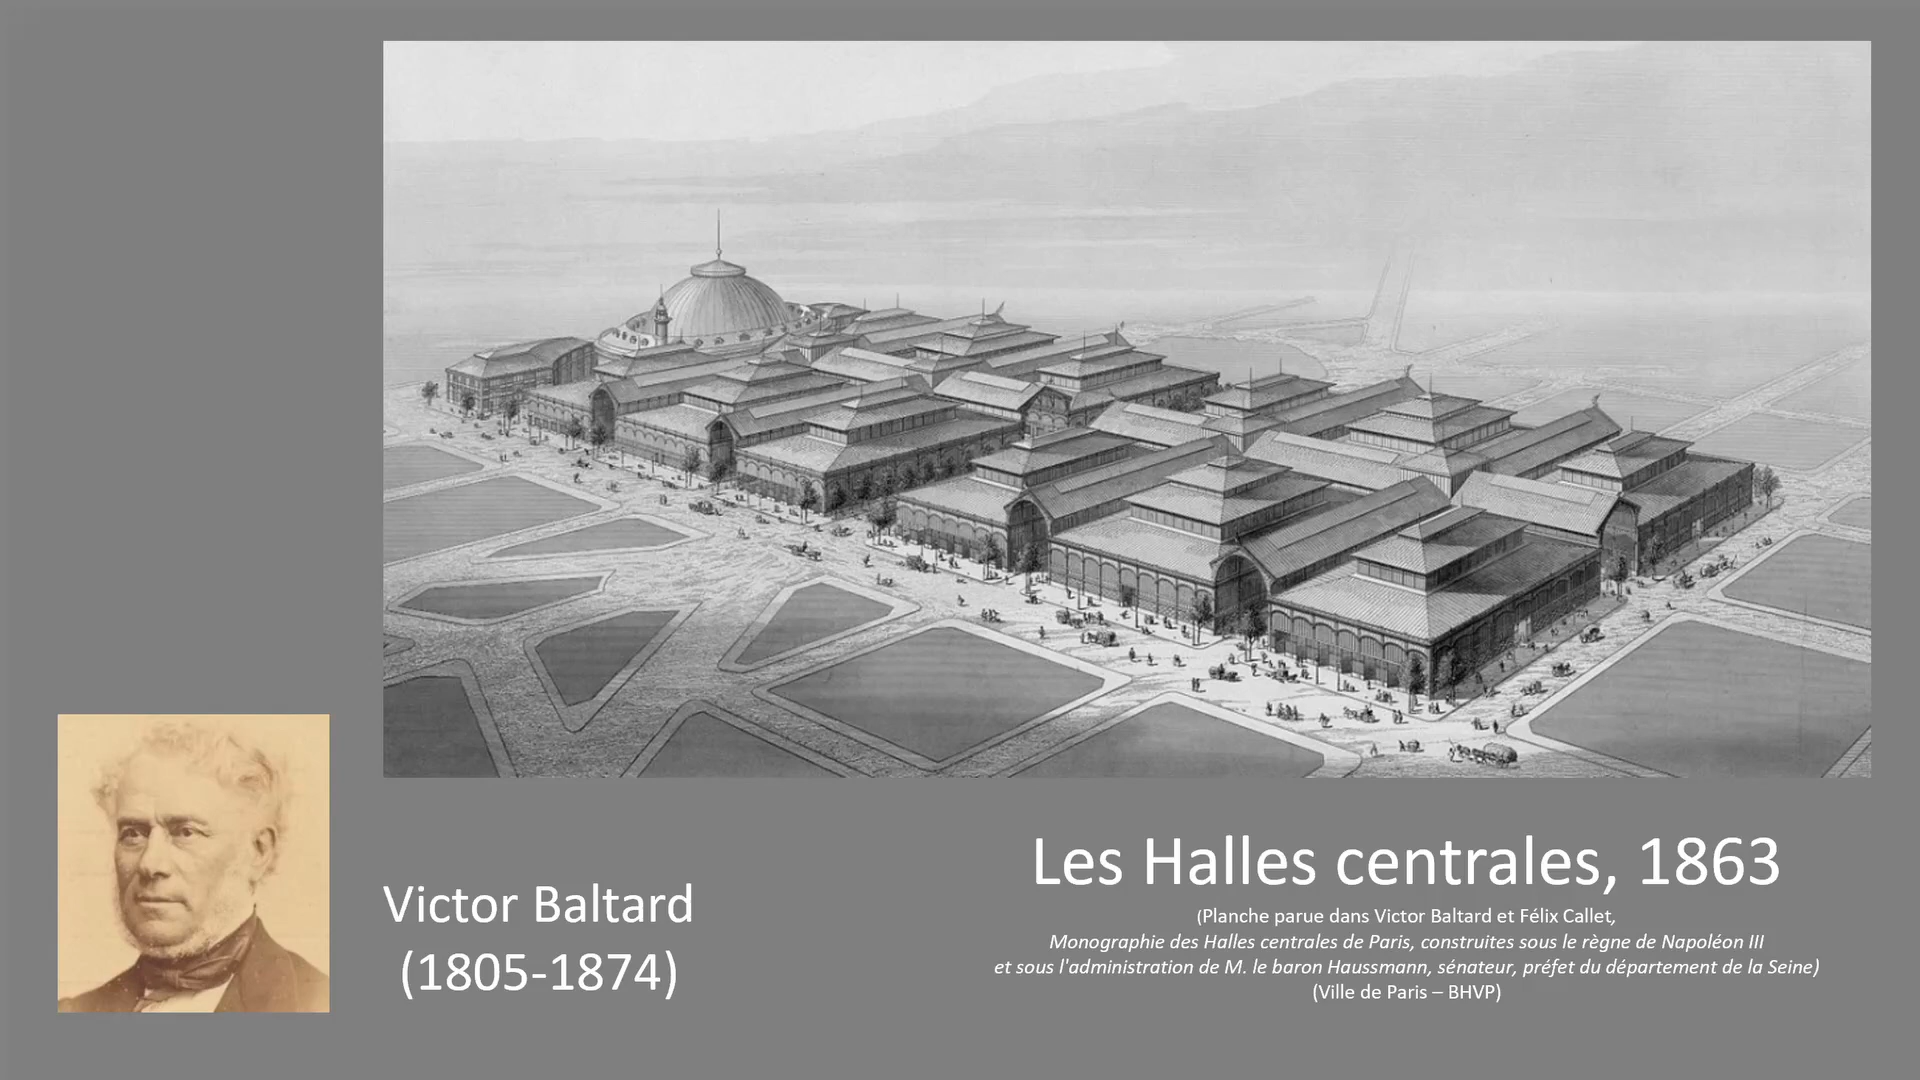 Victor Baltard
(1805-1874)
Les Halles centrales, 1863
(Planche parue dans Victor Baltard et Félix Callet,
Monographie des Halles centrales de Paris, construites sous le règne de Napoléon III
et sous l'administration de M. le baron Haussmann, sénateur, préfet du département de la Seine)
(Ville de Paris – BHVP)